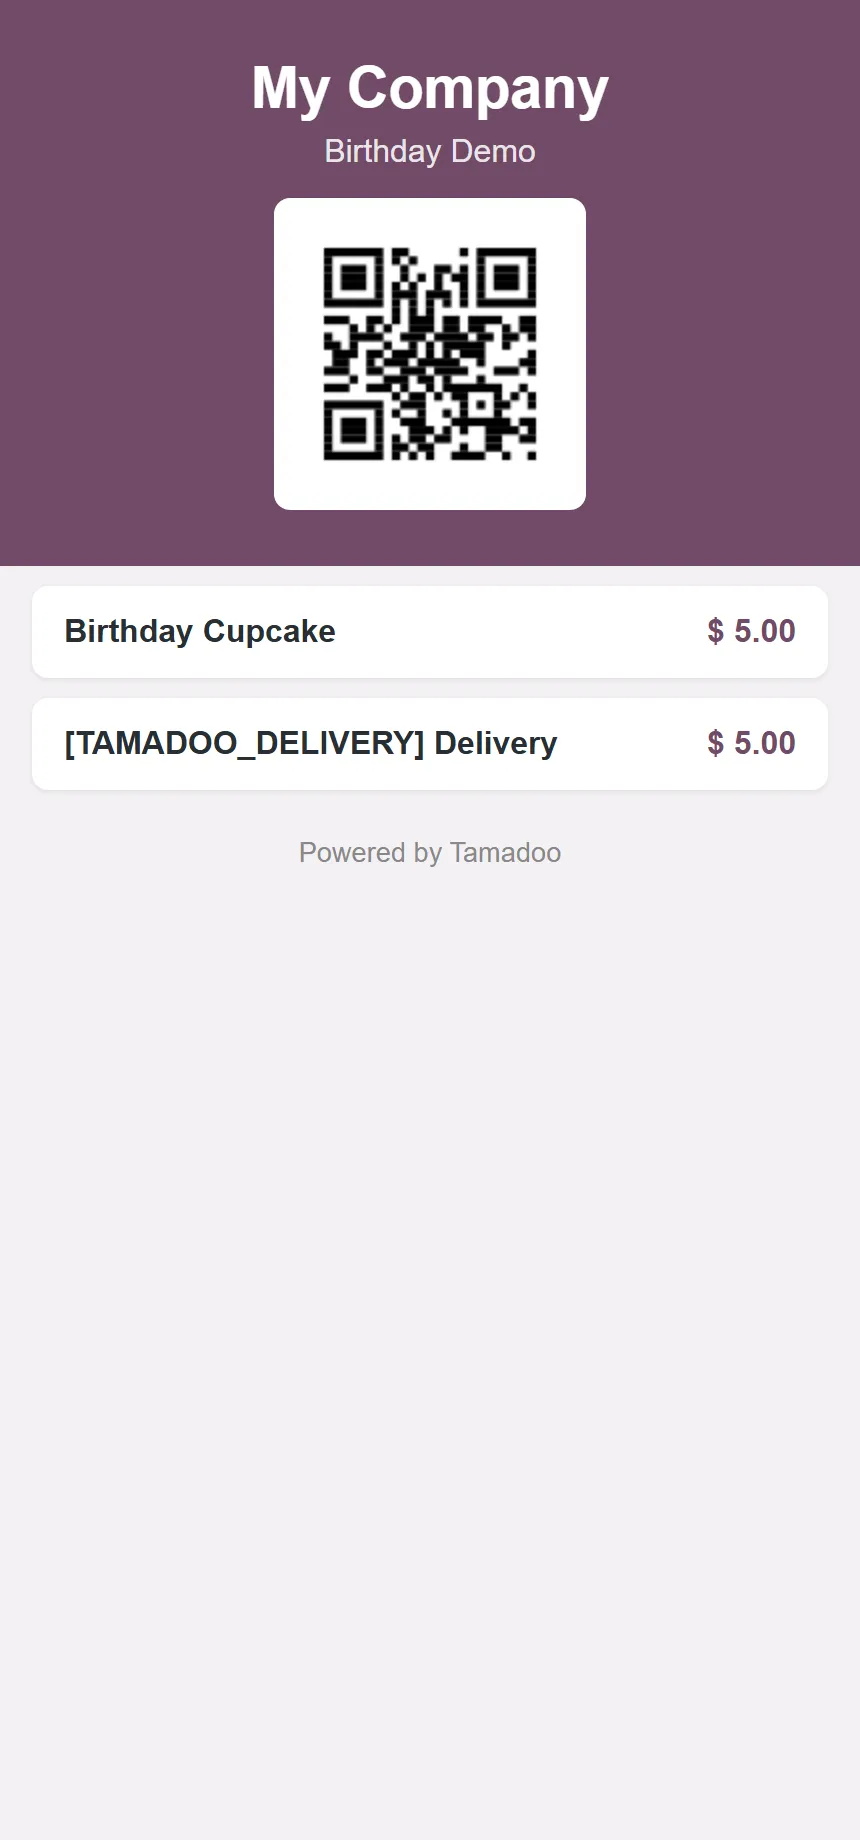 My Company
Birthday Demo
Birthday Cupcake $ 5.00
[TAMADOO_DELIVERY] Delivery $ 5.00
Powered by Tamadoo